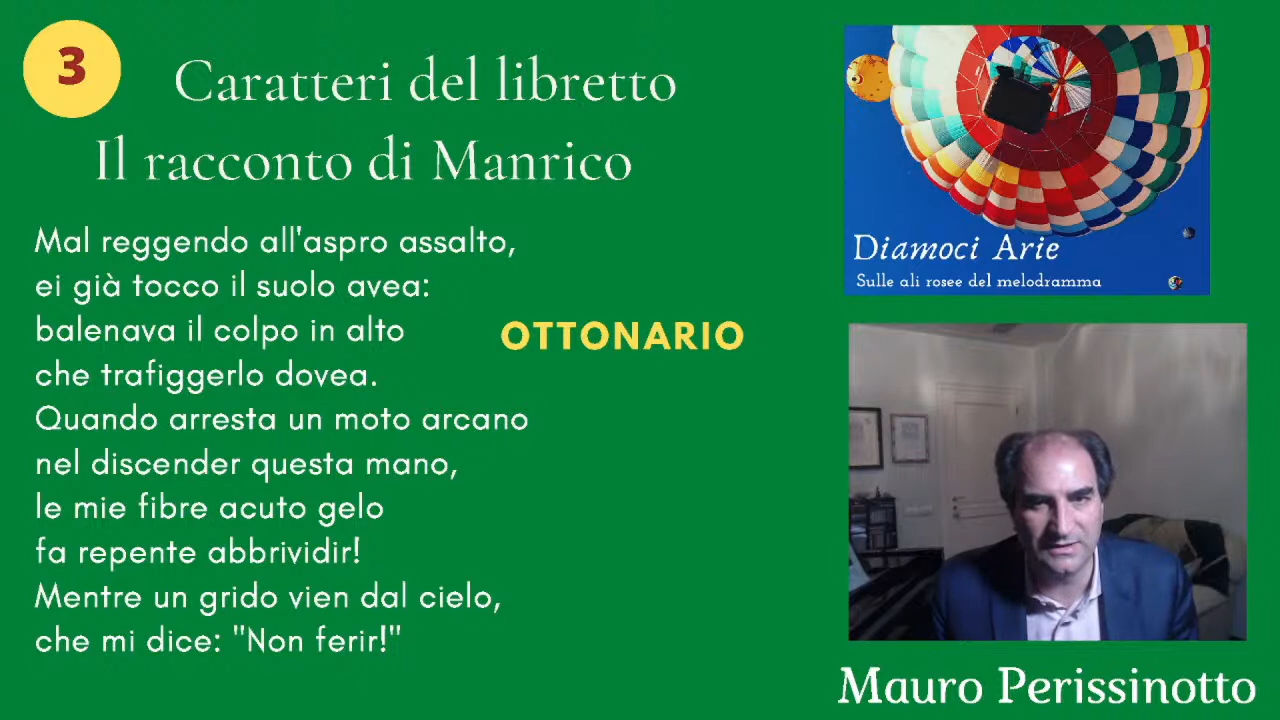 3
Caratteri del libretto
Il racconto di Manrico
Mal reggendo all'aspro assalto,
ei già tocco il suolo avea:
balenava il colpo in alto
che trafiggerlo dovea.
Quando arresta un moto arcano
nel discender questa mano,
le mie fibre acuto gelo
fa repente abbrividir!
Mentre un grido vien dal cielo,
che mi dice: "Non ferir!"
OTTONARIO
Diamoci Arie
Sulle ali rosee del melodramma
Mauro Perissinotto